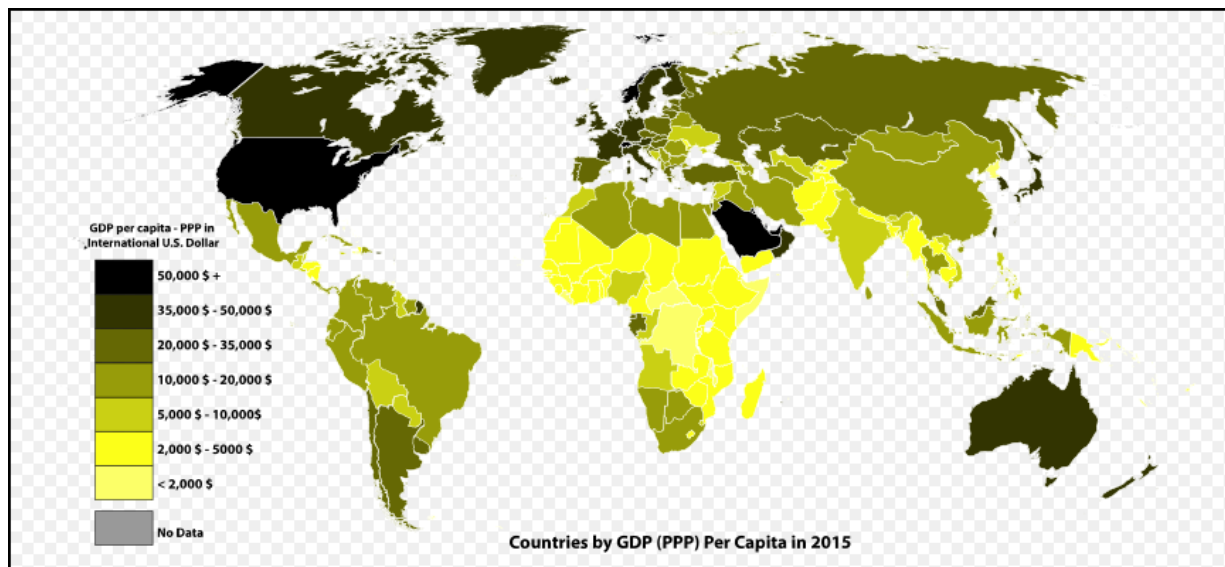 GDP per capita - PPP in
International U.S. Dollar
50,000 $ +
35,000 $ - 50,000 $
20,000 $ - 35,000 $
10,000 $ - 20,000 $
5,000 $ - 10,000$
2,000 $ - 5000 $
< 2,000 $
No Data
Countries by GDP (PPP) Per Capita in 2015